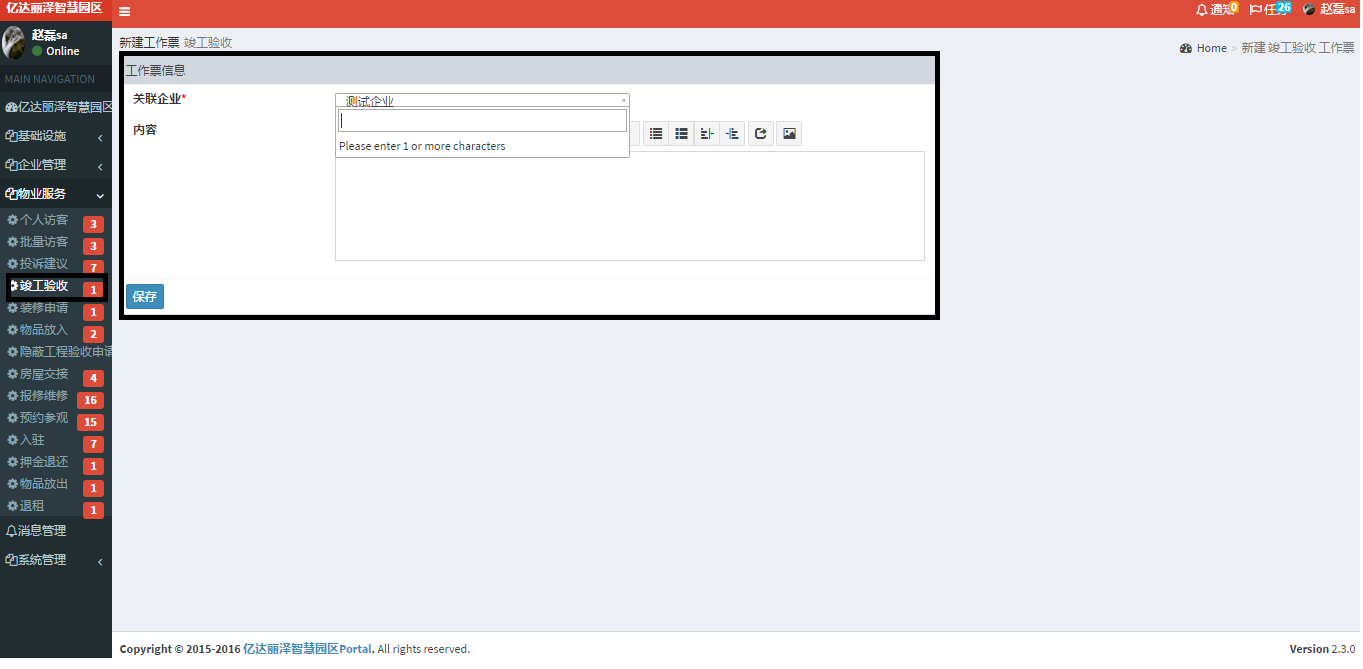 亿达丽泽智慧园区
通知 0
任务 26
赵磊sa
赵磊sa
Online
MAIN NAVIGATION
亿达丽泽智慧园区
基础设施
企业管理
物业服务
个人访客 3
批量访客 3
投诉建议 7
竣工验收 1
装修申请 1
物品放入 2
隐蔽工程验收申请
房屋交接 4
报修维修 16
预约参观 15
入驻 7
押金退还 1
物品放出 1
退租 1
消息管理
系统管理
新建工作票 竣工验收
Home > 新建 竣工验收 工作票
工作票信息
关联企业*
测试企业
Please enter 1 or more characters
内容
保存
Copyright © 2015-2016 亿达丽泽智慧园区Portal. All rights reserved.
Version 2.3.0